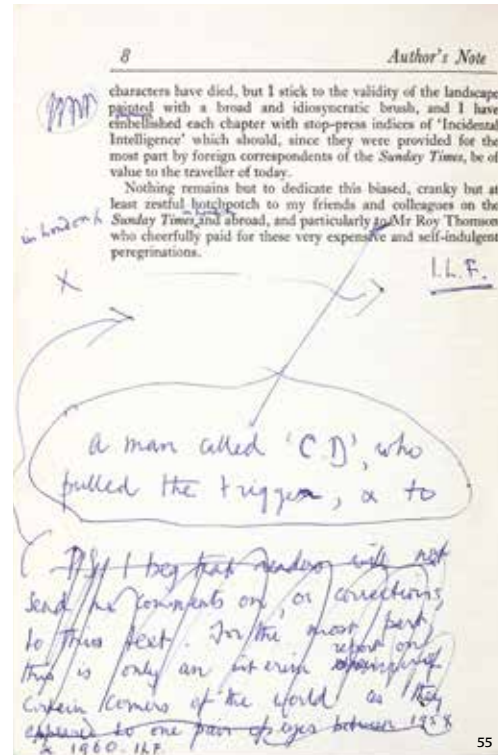 8 Author's Note
characters have died, but I stick to the validity of the landscape
painted with a broad and idiosyncratic brush, and I have
embellished each chapter with stop-press indices of 'Incidental
Intelligence' which should, since they were provided for the
most part by foreign correspondents of the Sunday Times, be of
value to the traveller of today.
Nothing remains but to dedicate this biased, cranky but at
least zestful hotchpotch to my friends and colleagues on the
in London &
Sunday Times, and abroad, and particularly to Mr Roy Thomson
who cheerfully paid for these very expensive and self-indulgent
peregrinations.
I.L.F.
X
a man called 'C.D', who
pulled the trigger, & to
PS/ I beg that readers will not
send me comments on, or corrections,
to this text. For the most part,
this is only an interim report on
certain corners of the world as they
appeared to one pair of eyes between 1958
& 1960. ILF.
55